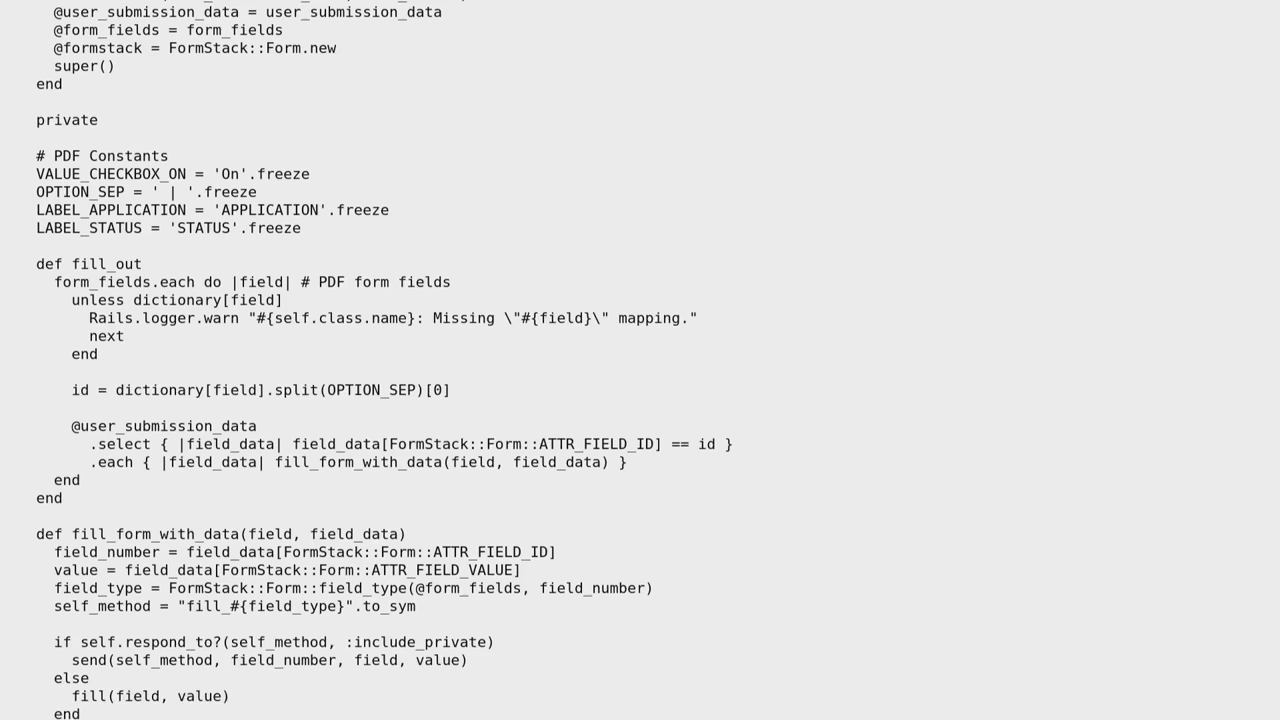 @user_submission_data = user_submission_data
@form_fields = form_fields
@formstack = FormStack::Form.new
super()
end
private
# PDF Constants
VALUE_CHECKBOX_ON = 'On'.freeze
OPTION_SEP = ' | '.freeze
LABEL_APPLICATION = 'APPLICATION'.freeze
LABEL_STATUS = 'STATUS'.freeze
def fill_out
form_fields.each do |field| # PDF form fields
unless dictionary[field]
Rails.logger.warn "#{self.class.name}: Missing \"#{field}\" mapping."
next
end
id = dictionary[field].split(OPTION_SEP)[0]
@user_submission_data
.select { |field_data| field_data[FormStack::Form::ATTR_FIELD_ID] == id }
.each { |field_data| fill_form_with_data(field, field_data) }
end
end
def fill_form_with_data(field, field_data)
field_number = field_data[FormStack::Form::ATTR_FIELD_ID]
value = field_data[FormStack::Form::ATTR_FIELD_VALUE]
field_type = FormStack::Form::field_type(@form_fields, field_number)
self_method = "fill_#{field_type}".to_sym
if self.respond_to?(self_method, :include_private)
send(self_method, field_number, field, value)
else
fill(field, value)
end